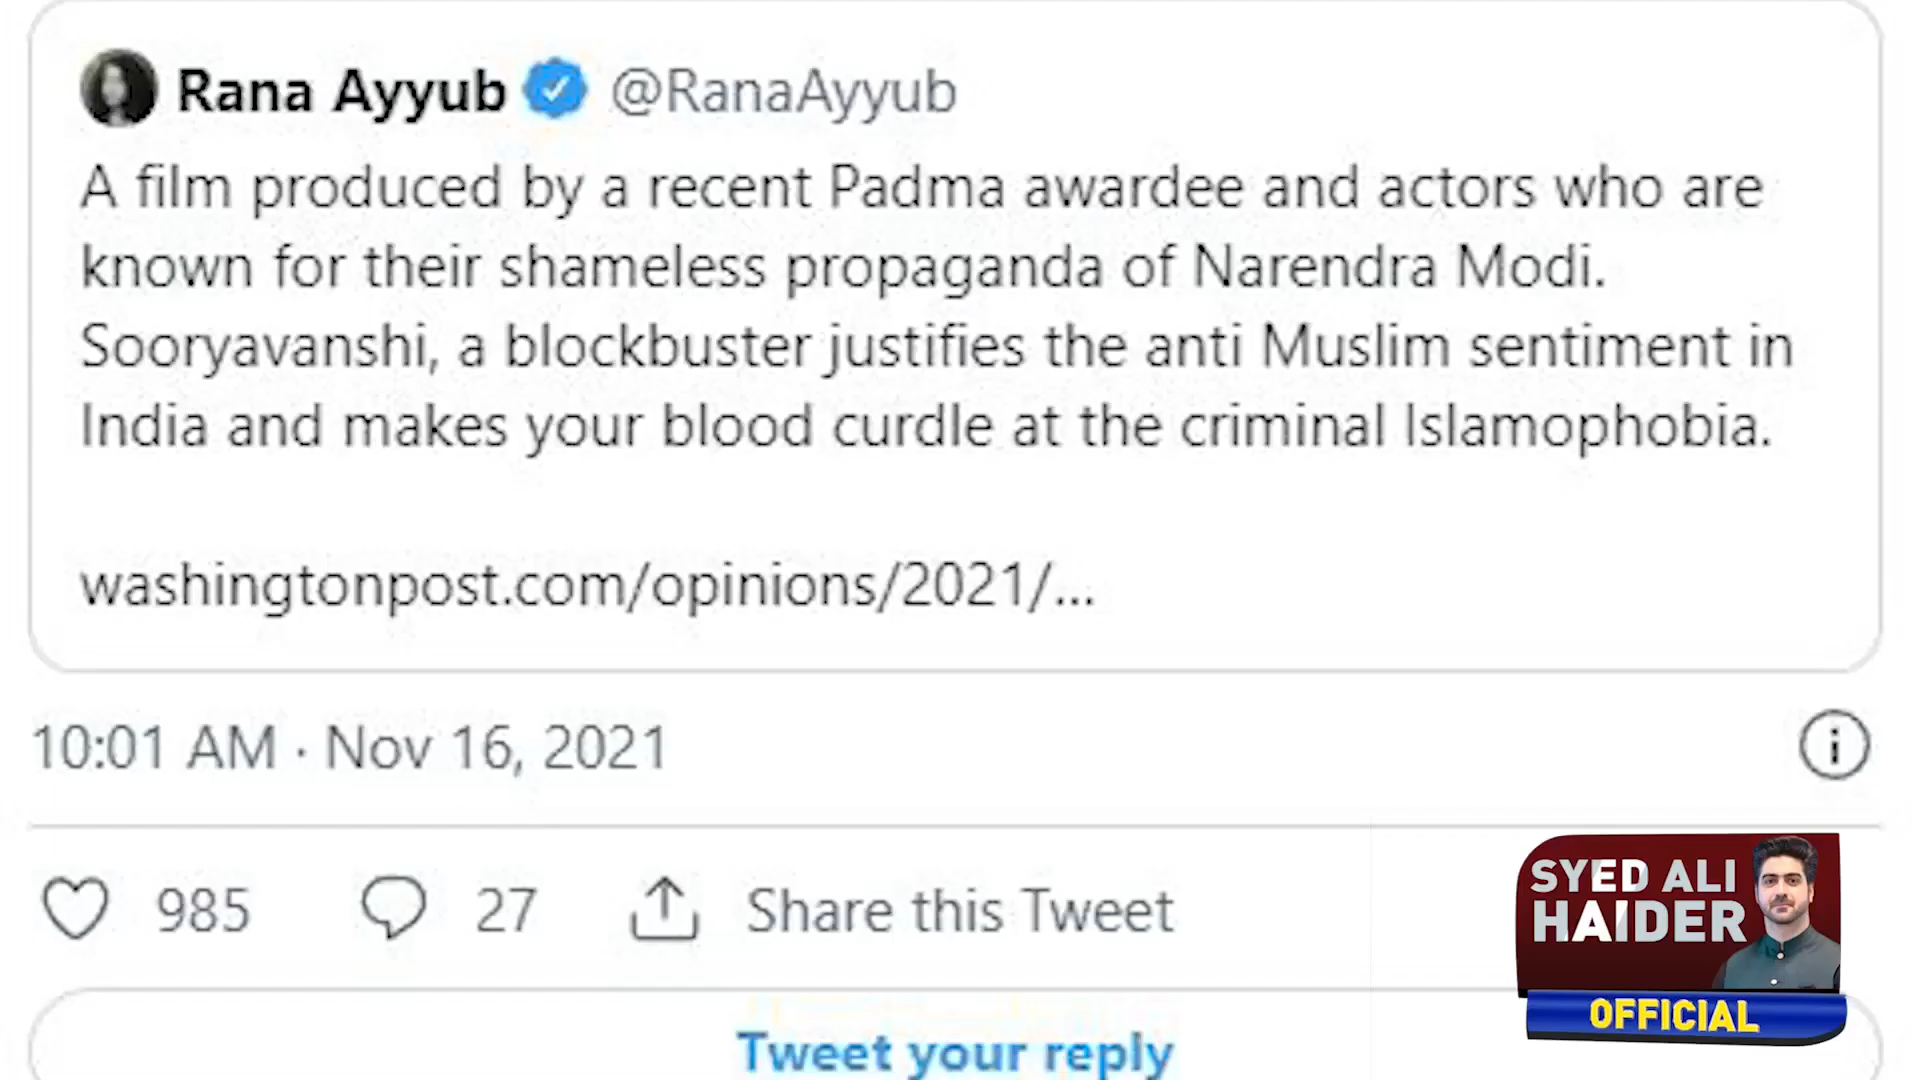 Rana Ayyub @RanaAyyub
A film produced by a recent Padma awardee and actors who are
known for their shameless propaganda of Narendra Modi.
Sooryavanshi, a blockbuster justifies the anti Muslim sentiment in
India and makes your blood curdle at the criminal Islamophobia.
washingtonpost.com/opinions/2021/...
10:01 AM · Nov 16, 2021
985 27 Share this Tweet
SYED ALI
HAIDER
OFFICIAL
Tweet your reply